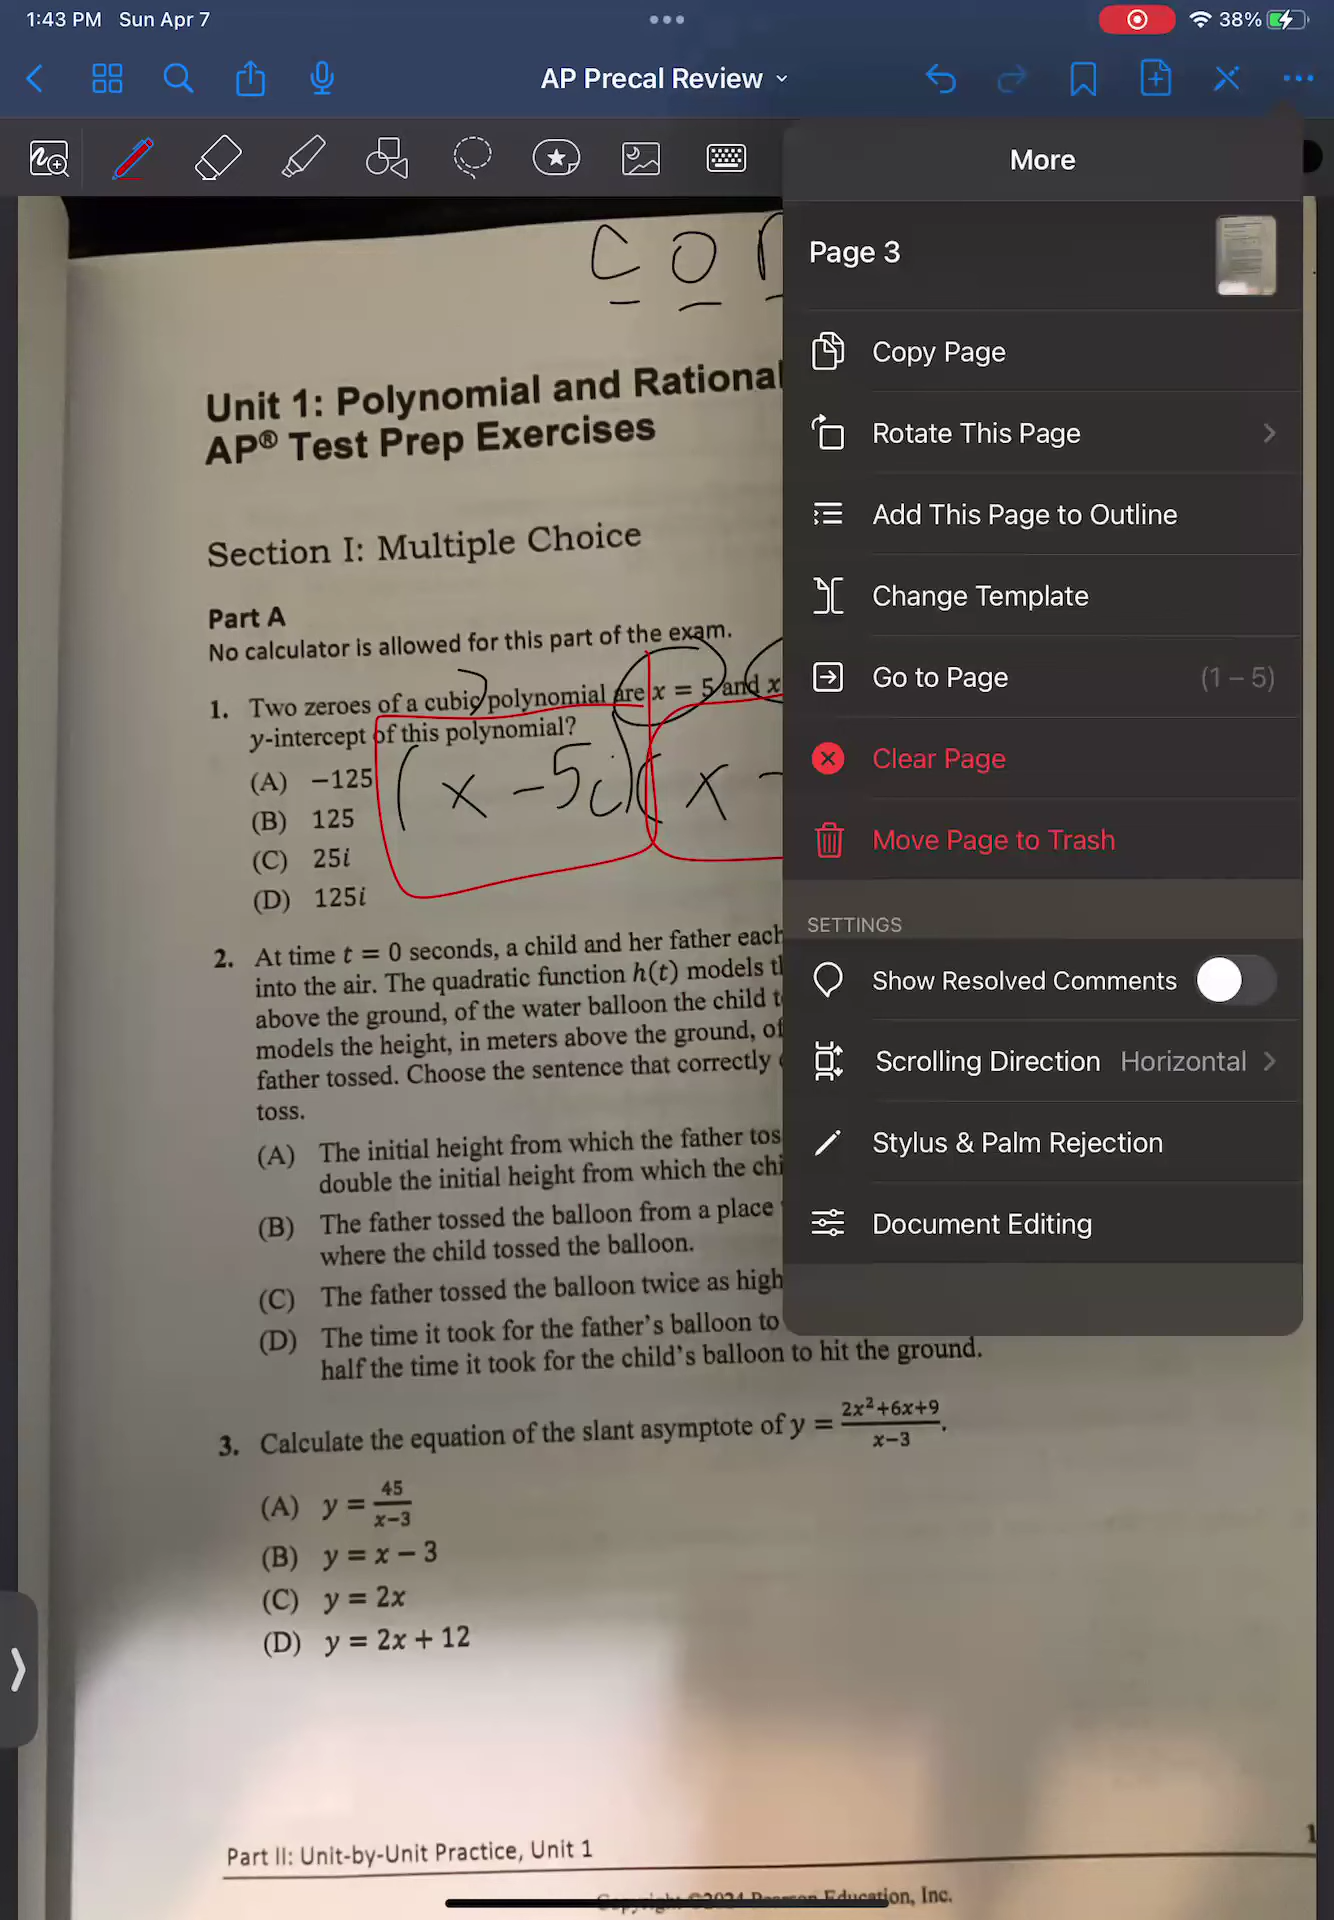 1:43 PM Sun Apr 7
38%
AP Precal Review
More
Page 3
Copy Page
Rotate This Page
Add This Page to Outline
Change Template
Go to Page (1 – 5)
Clear Page
Move Page to Trash
SETTINGS
Show Resolved Comments
Scrolling Direction Horizontal
Stylus & Palm Rejection
Document Editing
c o
Unit 1: Polynomial and Rational
AP® Test Prep Exercises
Section I: Multiple Choice
Part A
No calculator is allowed for this part of the exam.
1. Two zeroes of a cubic polynomial are x = 5 and x
y-intercept of this polynomial?
(A) −125
(B) 125
(C) 25i
(D) 125i
(x – 5i)(x –
2. At time t = 0 seconds, a child and her father each
into the air. The quadratic function h(t) models
above the ground, of the water balloon the child
models the height, in meters above the ground, of
father tossed. Choose the sentence that correctly
toss.
(A) The initial height from which the father
double the initial height from which the
(B) The father tossed the balloon from a place
where the child tossed the balloon.
(C) The father tossed the balloon twice as high
(D) The time it took for the father's balloon to
half the time it took for the child's balloon to hit the ground.
3. Calculate the equation of the slant asymptote of y = 2x²+6x+9 / x−3.
(A) y = 45 / x−3
(B) y = x − 3
(C) y = 2x
(D) y = 2x + 12
Part II: Unit-by-Unit Practice, Unit 1
Education, Inc.